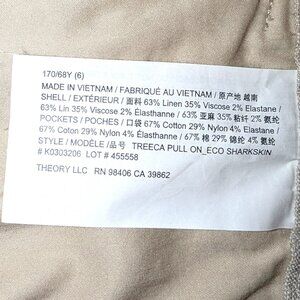 170/68Y (6)
MADE IN VIETNAM / FABRIQUÉ AU VIETNAM / 原产地 越南
SHELL / EXTÉRIEUR / 面料 63% Linen 35% Viscose 2% Elastane /
63% Lin 35% Viscose 2% Élasthanne / 63% 亚麻 35% 粘纤 2% 氨纶
POCKETS / POCHES / 口袋 67% Cotton 29% Nylon 4% Elastane /
67% Coton 29% Nylon 4% Élasthanne / 67% 棉 29% 锦纶 4% 氨纶
STYLE / MODÈLE /品号 TREECA PULL ON_ECO SHARKSKIN
# K0303206 LOT # 455558
THEORY LLC RN 98406 CA 39862